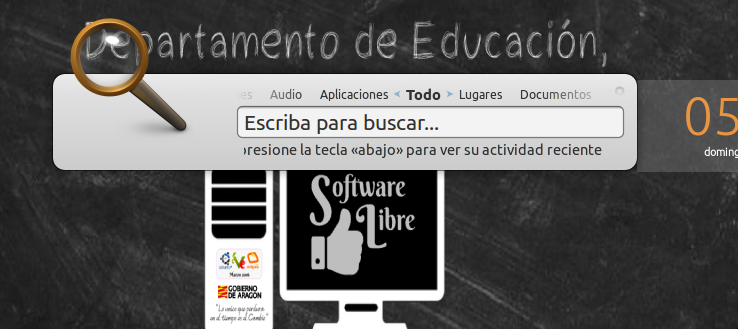 Departamento de Educación,
Audio Aplicaciones Todo Lugares Documentos
05
Escriba para buscar...
doming
presione la tecla «abajo» para ver su actividad reciente
Software
Libre
GOBIERNO
DE ARAGON
"Lo único que perdura
en el tiempo es el Cambio"